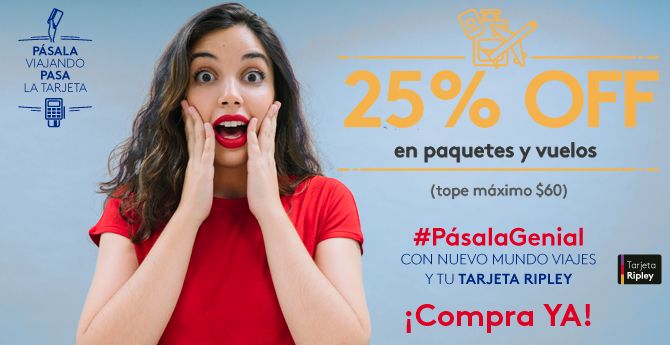 PÁSALA
VIAJANDO
PASA
LA TARJETA
25% OFF
en paquetes y vuelos
(tope máximo $60)
#PásalaGenial
CON NUEVO MUNDO VIAJES
Y TU TARJETA RIPLEY
Tarjeta
Ripley
¡Compra YA!